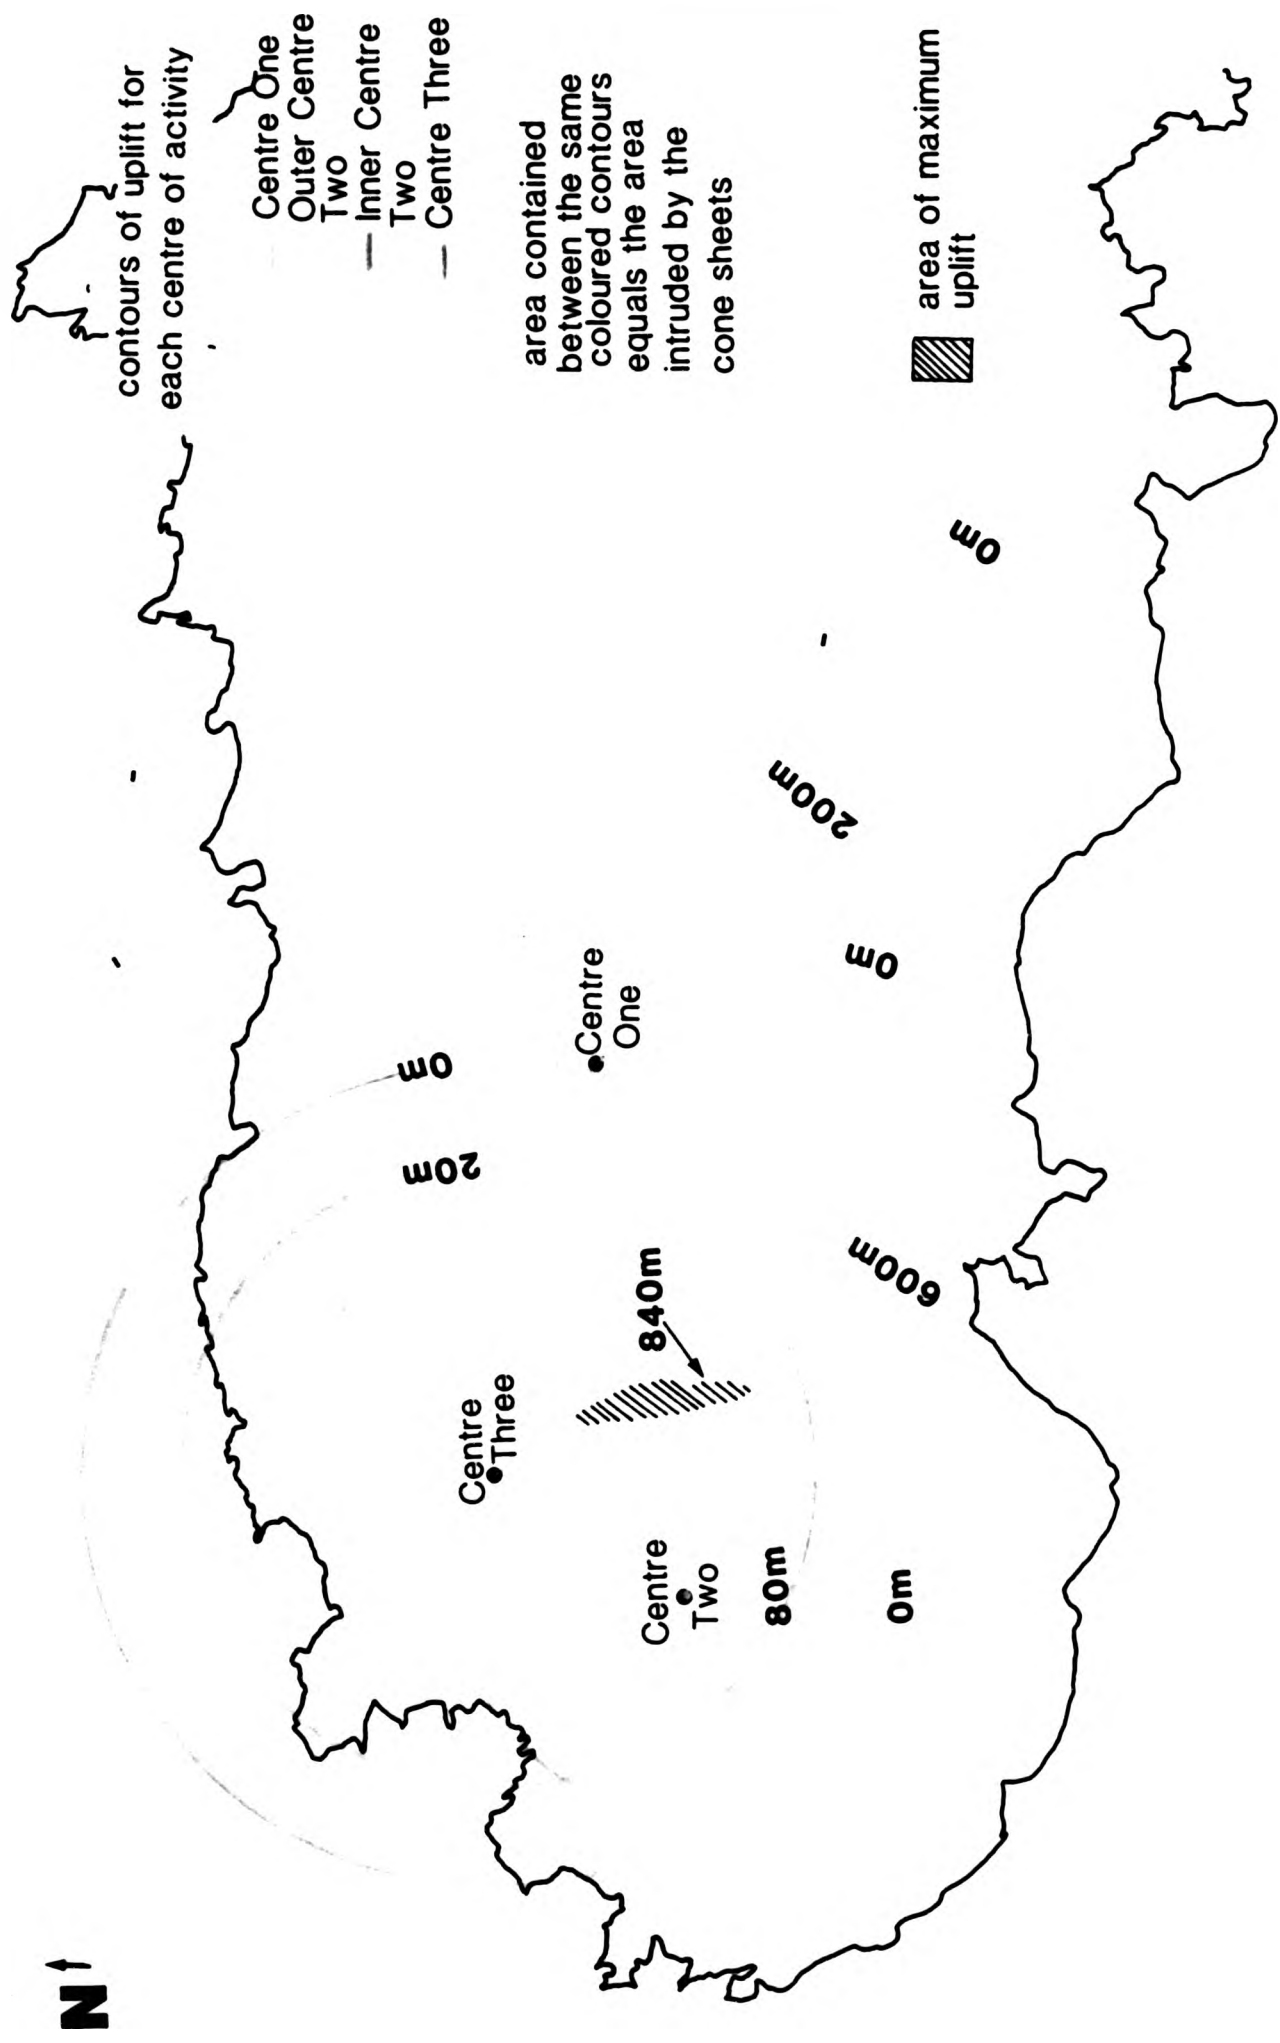 N
contours of uplift for
each centre of activity
Centre One
Outer Centre
Two
Inner Centre
Two
Centre Three
area contained
between the same
coloured contours
equals the area
intruded by the
cone sheets
area of maximum
uplift
0m
20m
Centre
One
Centre
Three
840m
Centre
Two
80m
0m
600m
0m
200m
0m